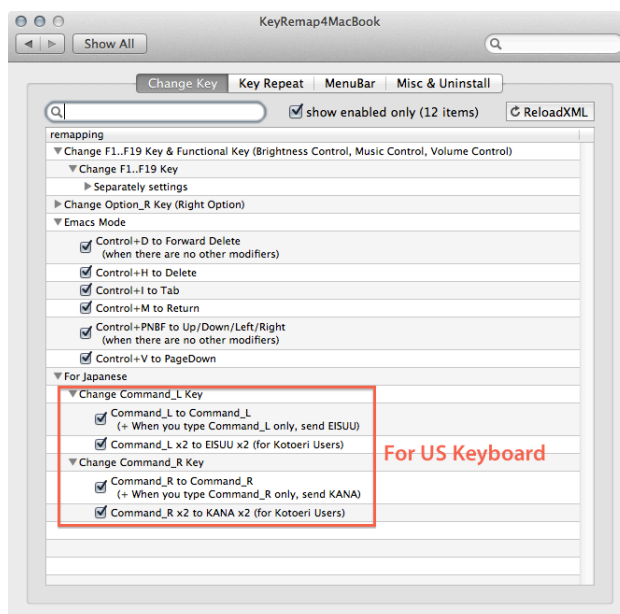 KeyRemap4MacBook
Show All
Change Key Key Repeat MenuBar Misc & Uninstall
show enabled only (12 items) ReloadXML
remapping
Change F1..F19 Key & Functional Key (Brightness Control, Music Control, Volume Control)
Change F1..F19 Key
Separately settings
Change Option_R Key (Right Option)
Emacs Mode
Control+D to Forward Delete
(when there are no other modifiers)
Control+H to Delete
Control+I to Tab
Control+M to Return
Control+PNBF to Up/Down/Left/Right
(when there are no other modifiers)
Control+V to PageDown
For Japanese
Change Command_L Key
Command_L to Command_L
(+ When you type Command_L only, send EISUU)
Command_L x2 to EISUU x2 (for Kotoeri Users)
For US Keyboard
Change Command_R Key
Command_R to Command_R
(+ When you type Command_R only, send KANA)
Command_R x2 to KANA x2 (for Kotoeri Users)